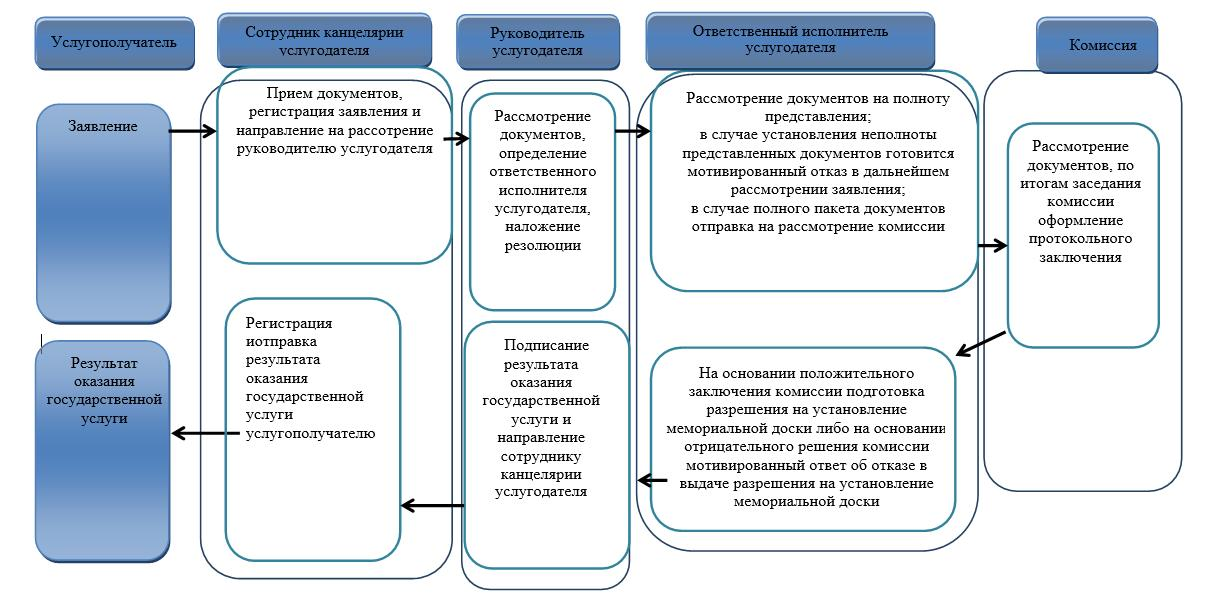 Услугополучатель
Сотрудник канцелярии
услугодателя
Руководитель
услугодателя
Ответственный исполнитель
услугодателя
Комиссия
Заявление
Прием документов,
регистрация заявления и
направление на рассотрение
руководителю услугодателя
Рассмотрение
документов,
определение
ответственного
исполнителя
услугодателя,
наложение
резолюции
Рассмотрение документов на полноту
представления;
в случае установления неполноты
представленных документов готовится
мотивированный отказ в дальнейшем
рассмотрении заявления;
в случае полного пакета документов
отправка на рассмотрение комиссии
Рассмотрение
документов, по
итогам заседания
комиссии
оформление
протокольного
заключения
Результат
оказания
государственной
услуги
Регистрация
иотправка
результата
оказания
государственной
услуги
услугополучателю
Подписание
результата
оказания
государственной
услуги и
направление
сотруднику
канцелярии
услугодателя
На основании положительного
заключения комиссии подготовка
разрешения на установление
мемориальной доски либо на основании
отрицательного решения комиссии
мотивированный ответ об отказе в
выдаче разрешения на установление
мемориальной доски